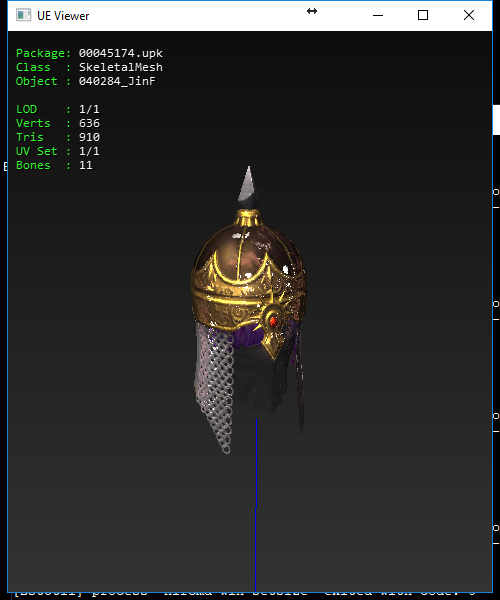 UE Viewer
Package: 00045174.upk
Class : SkeletalMesh
Object : 040284_JinF
LOD : 1/1
Verts : 636
Tris : 910
UV Set : 1/1
Bones : 11